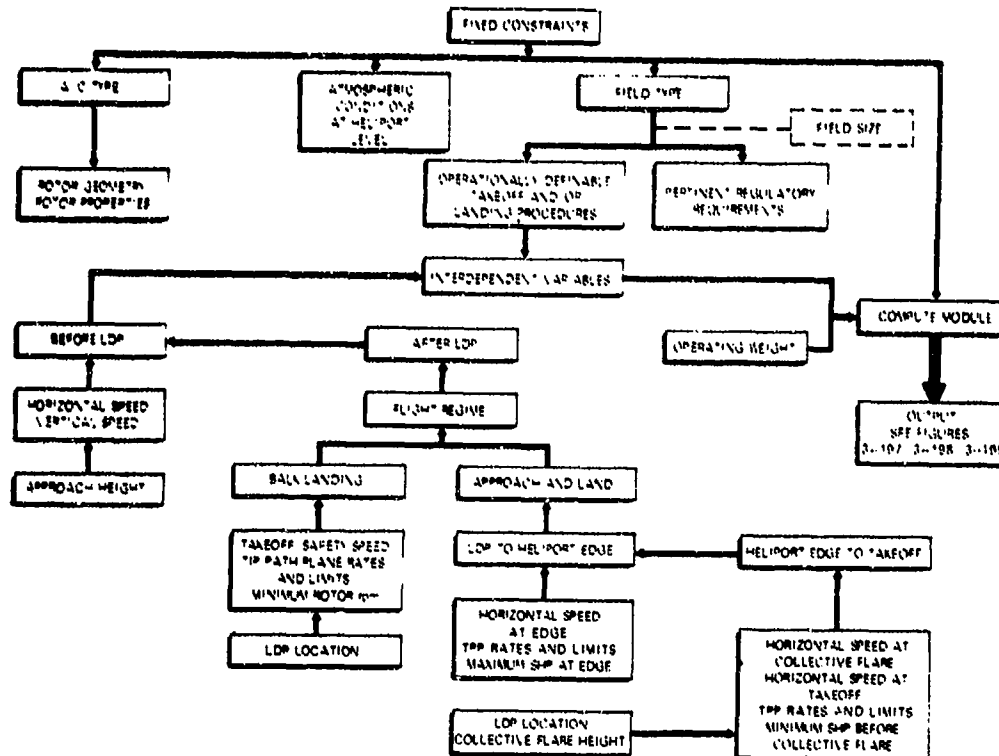 FIXED CONSTRAINTS
A/C TYPE
ATMOSPHERIC
CONDITIONS
AT HELIPORT
LEVEL
FIELD TYPE
FIELD SIZE
ROTOR GEOMETRY
ROTOR PROPERTIES
OPERATIONALLY DEFINABLE
TAKEOFF AND OR
LANDING PROCEDURES
PERTINENT REGULATORY
REQUIREMENTS
INTERDEPENDENT VARIABLES
COMPUTE MODULE
BEFORE LDP
AFTER LDP
OPERATING WEIGHT
HORIZONTAL SPEED
VERTICAL SPEED
FLIGHT REGIME
OUTPUT
SEE FIGURES
3-197 3-198
APPROACH HEIGHT
BALK LANDING
APPROACH AND LAND
TAKEOFF SAFETY SPEED
TIP PATH PLANE RATES
AND LIMITS
MINIMUM ROTOR rpm
LDP TO HELIPORT EDGE
HELIPORT EDGE TO TAKEOFF
LDP LOCATION
HORIZONTAL SPEED
AT EDGE
TPP RATES AND LIMITS
MAXIMUM SHP AT EDGE
HORIZONTAL SPEED AT
COLLECTIVE FLARE
HORIZONTAL SPEED AT
TAKEOFF
TPP RATES AND LIMITS
MINIMUM SHP BEFORE
COLLECTIVE FLARE
LDP LOCATION
COLLECTIVE FLARE HEIGHT